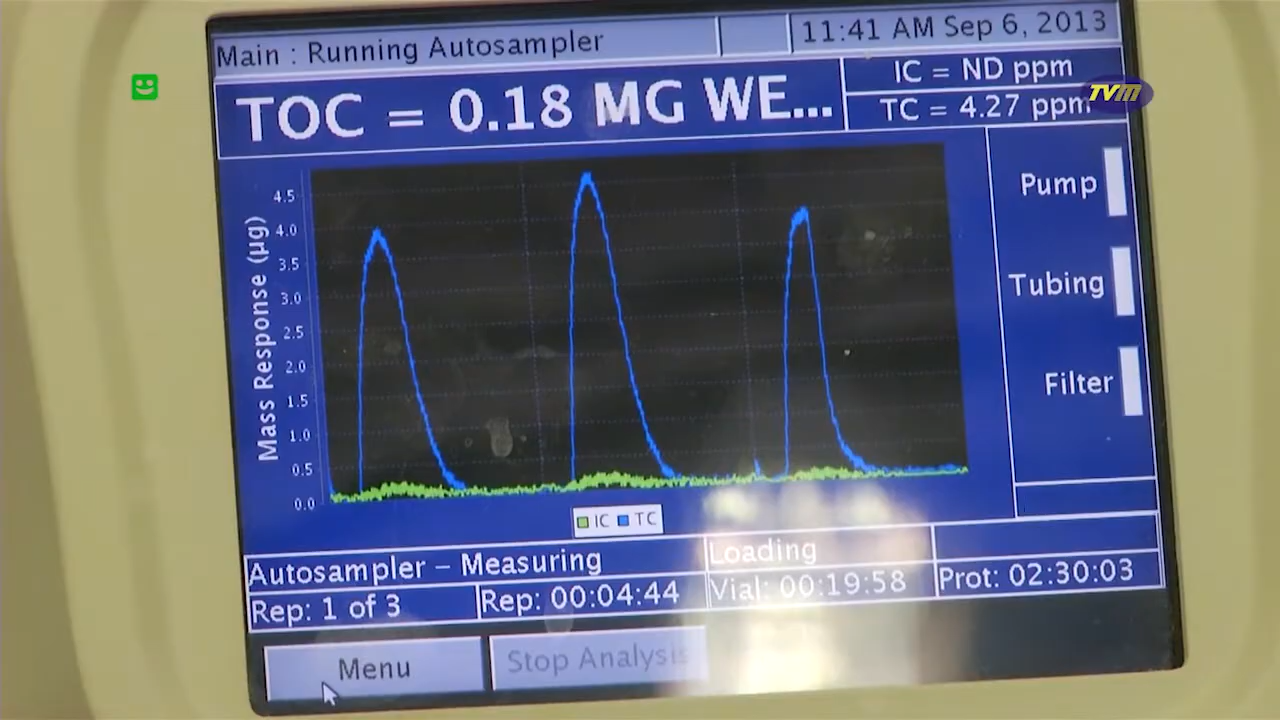 Main : Running Autosampler
11:41 AM Sep 6, 2013
TOC = 0.18 MG WE...
IC = ND ppm
TC = 4.27 ppm
TVM
Pump
Tubing
Filter
Mass Response (µg)
4.5
4.0
3.5
3.0
2.5
2.0
1.5
1.0
0.5
0.0
IC TC
Autosampler – Measuring
Loading
Rep: 1 of 3
Rep: 00:04:44
Vial: 00:19:58
Prot: 02:30:03
Menu
Stop Analysis